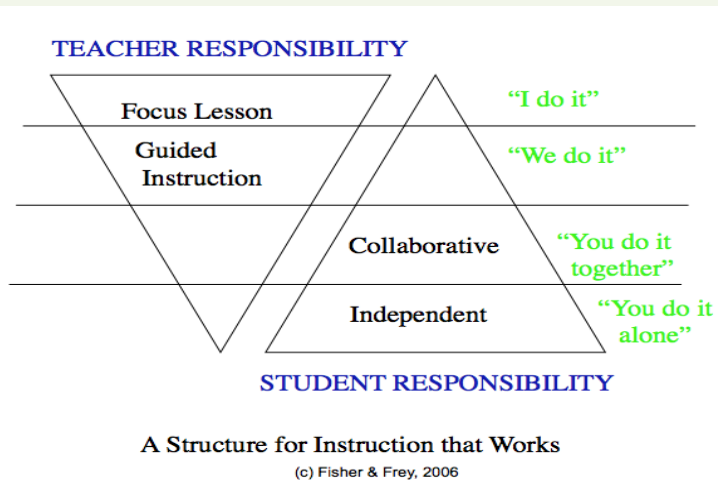 TEACHER RESPONSIBILITY
Focus Lesson
“I do it”
Guided
Instruction
“We do it”
Collaborative
“You do it
together”
Independent
“You do it
alone”
STUDENT RESPONSIBILITY
A Structure for Instruction that Works
(c) Fisher & Frey, 2006